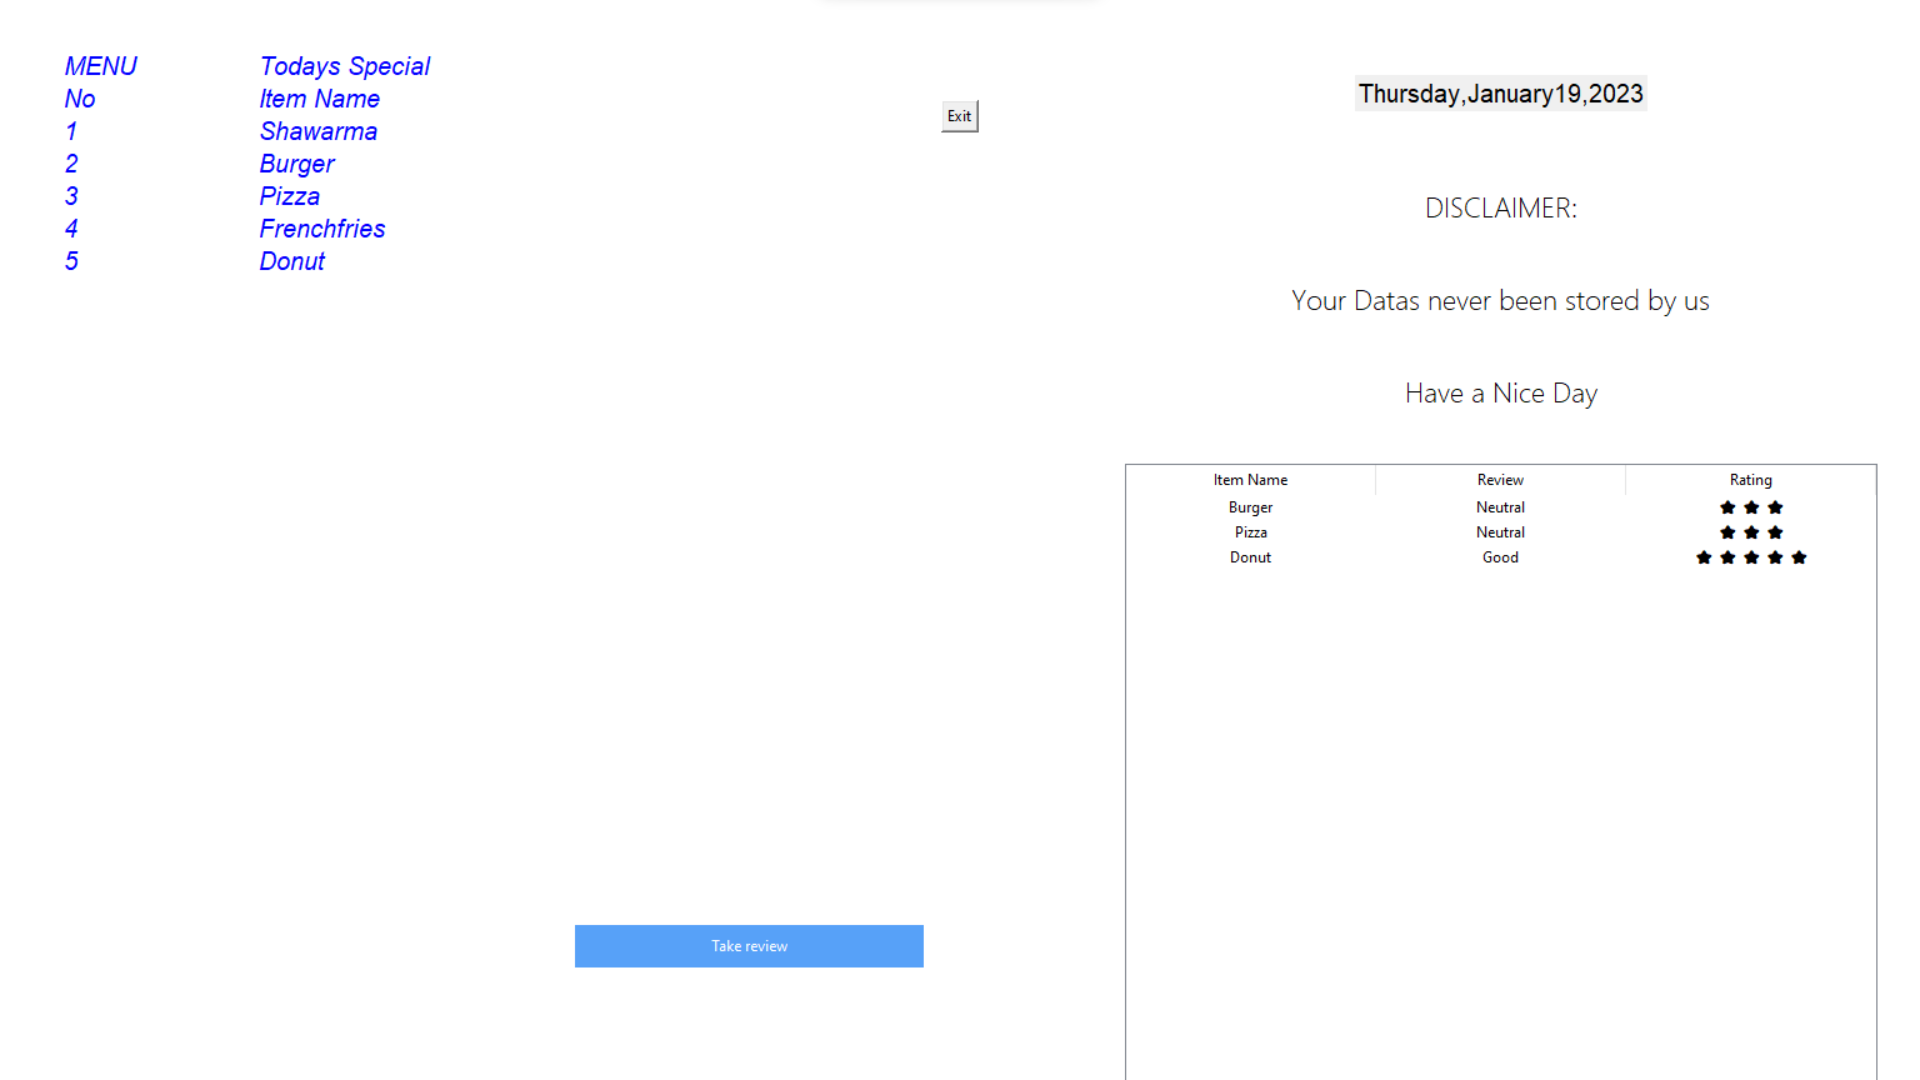 MENU Todays Special
No Item Name
1 Shawarma
2 Burger
3 Pizza
4 Frenchfries
5 Donut
Exit
Thursday,January19,2023
DISCLAIMER:
Your Datas never been stored by us
Have a Nice Day
Item Name Review Rating
Burger Neutral ★ ★ ★
Pizza Neutral ★ ★ ★
Donut Good ★ ★ ★ ★ ★
Take review